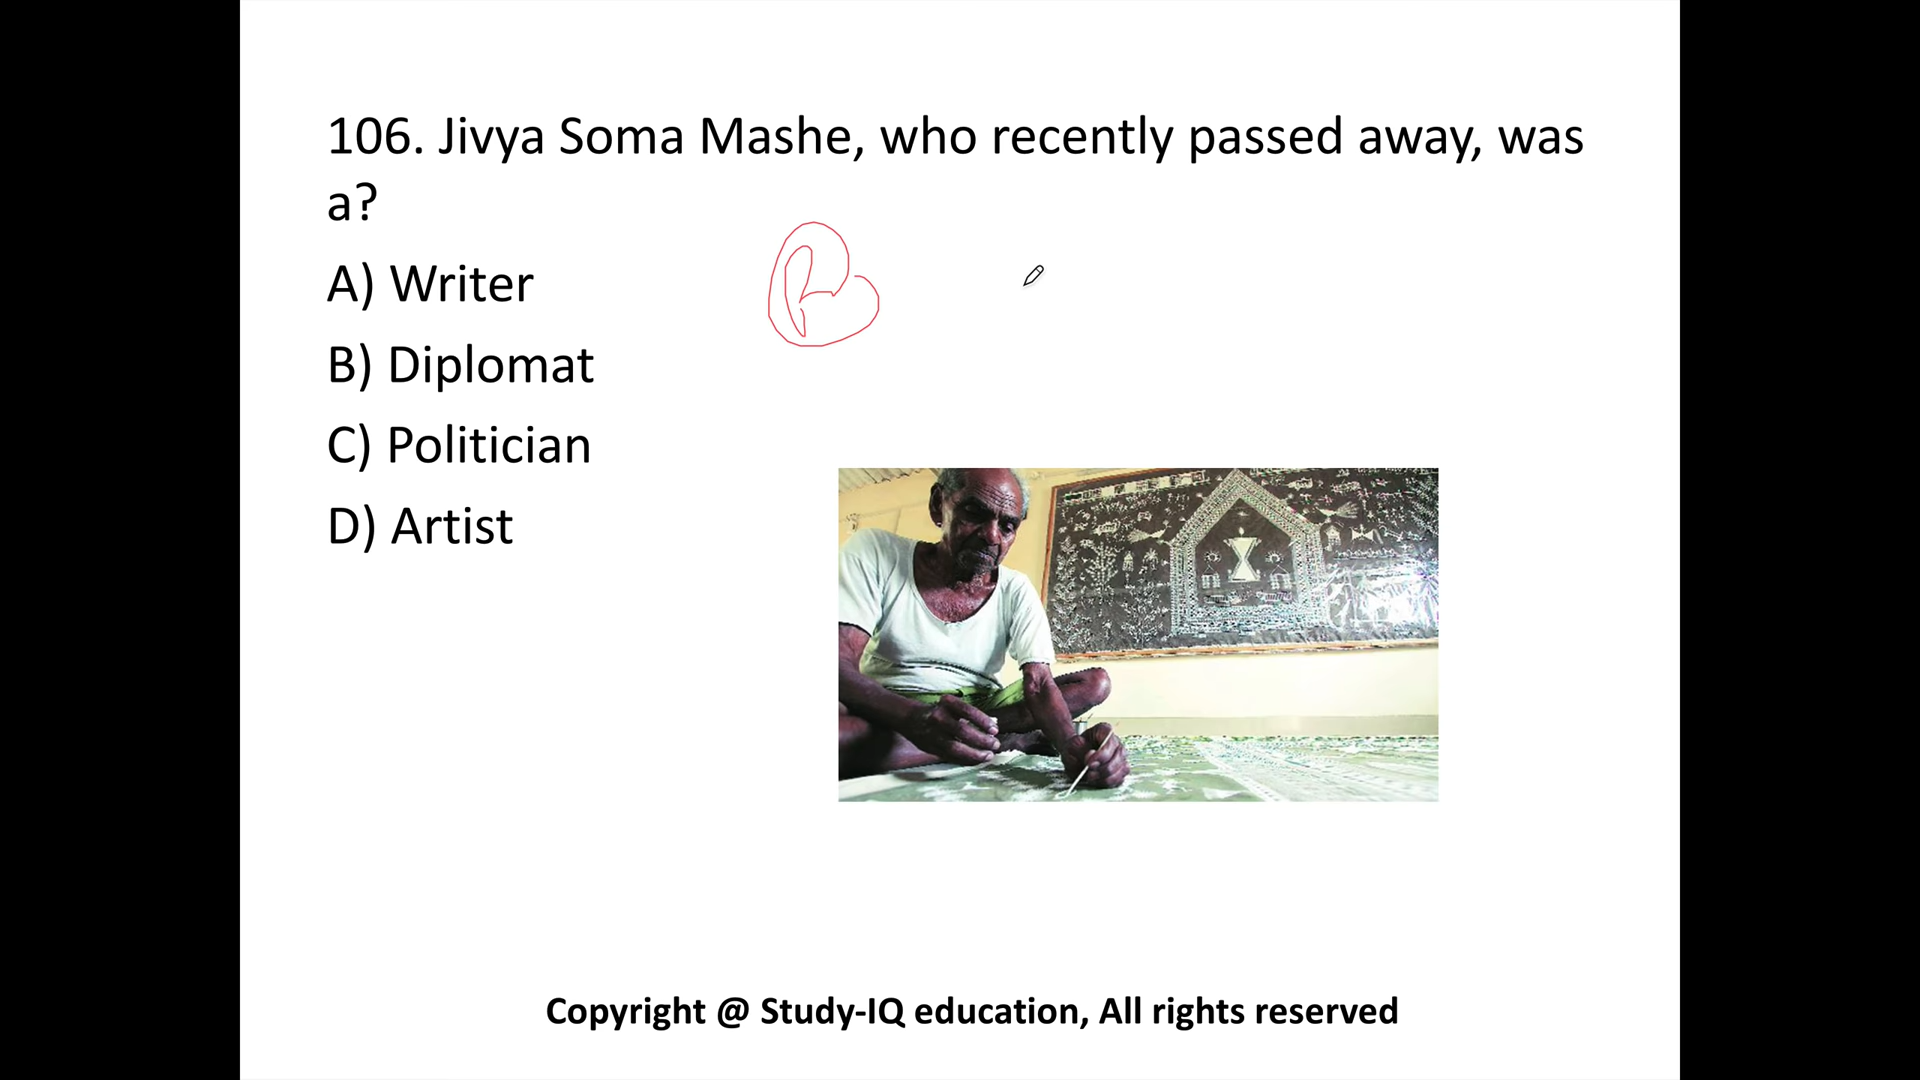 106. Jivya Soma Mashe, who recently passed away, was
a?
A) Writer
B) Diplomat
C) Politician
D) Artist
Copyright @ Study-IQ education, All rights reserved